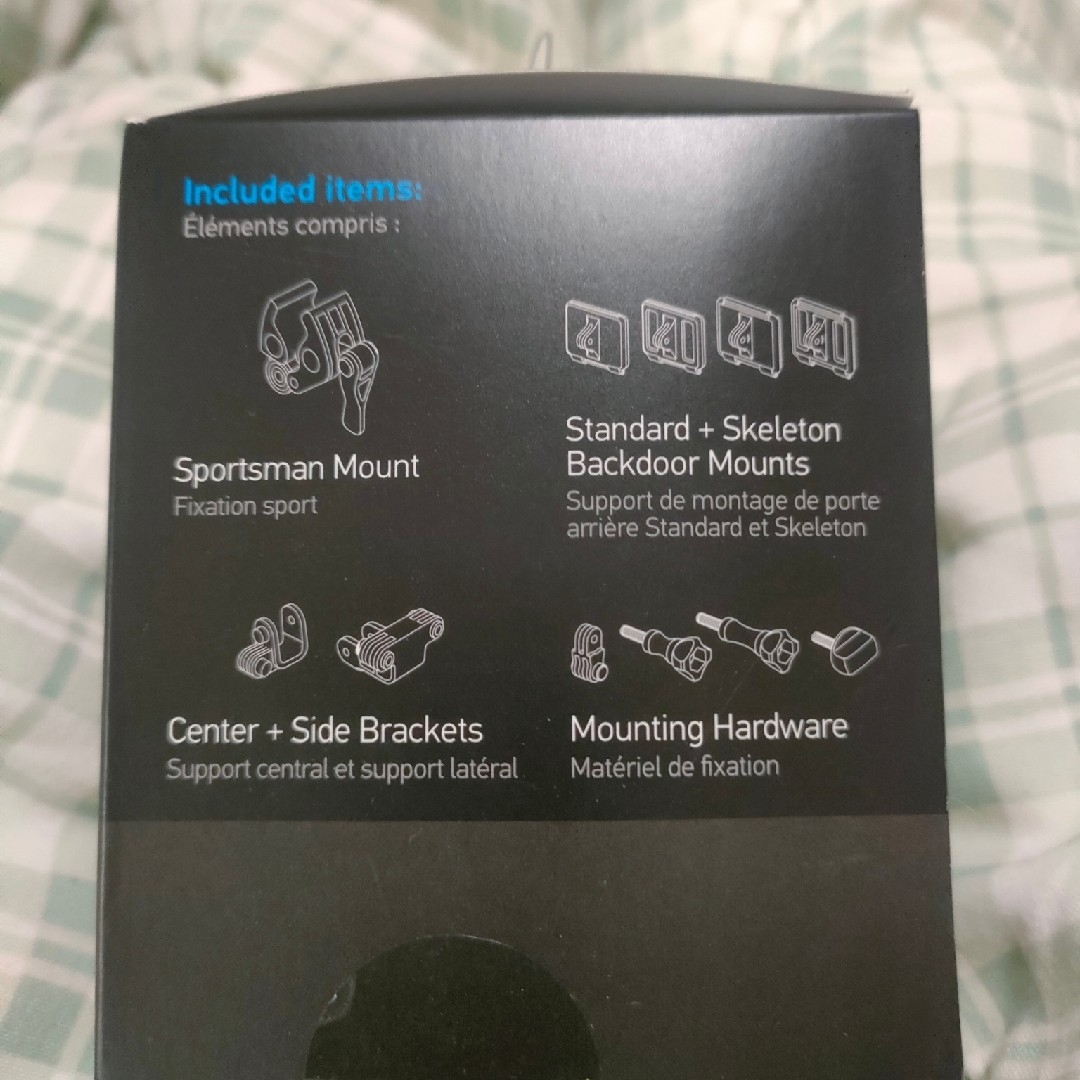 Included items:
Éléments compris :
Sportsman Mount
Fixation sport
Standard + Skeleton
Backdoor Mounts
Support de montage de porte
arrière Standard et Skeleton
Center + Side Brackets
Support central et support latéral
Mounting Hardware
Matériel de fixation